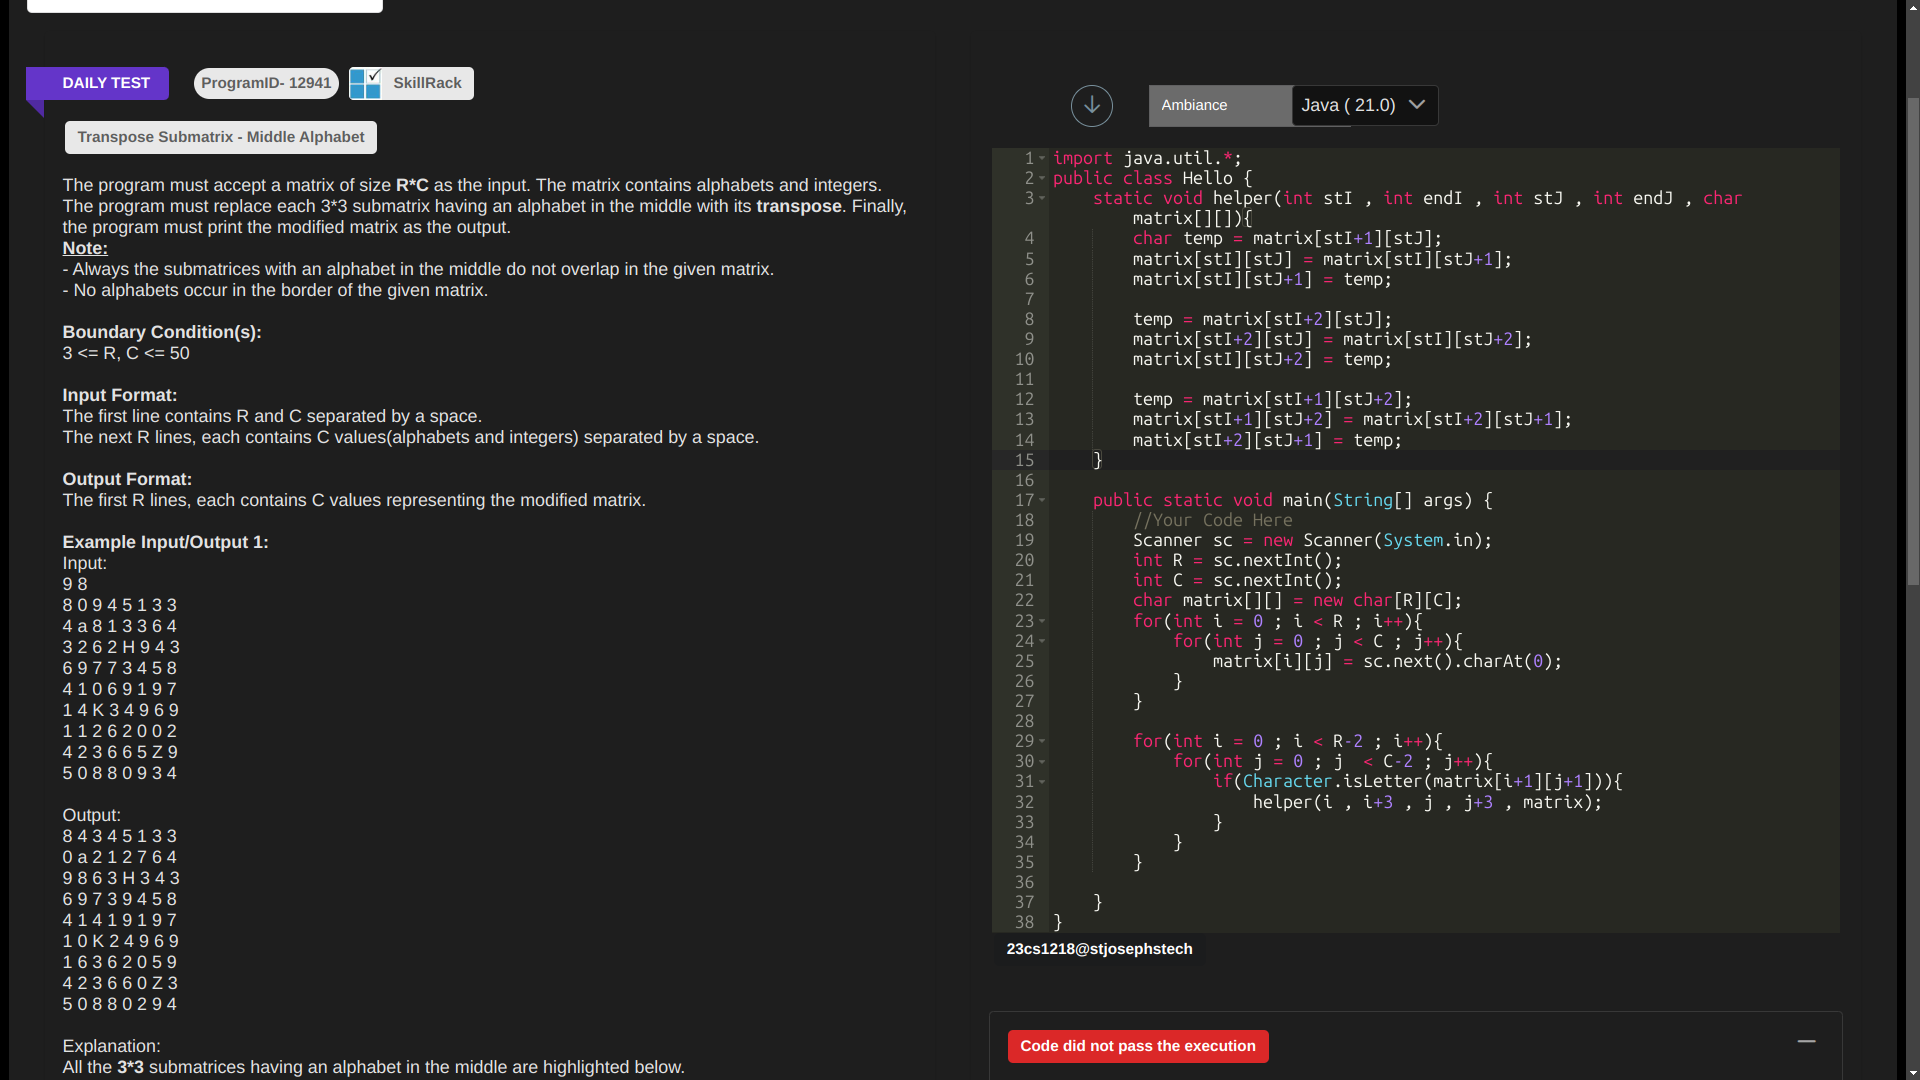 DAILY TEST
ProgramID- 12941
SkillRack
Transpose Submatrix - Middle Alphabet
The program must accept a matrix of size R*C as the input. The matrix contains alphabets and integers.
The program must replace each 3*3 submatrix having an alphabet in the middle with its transpose. Finally,
the program must print the modified matrix as the output.
Note:
- Always the submatrices with an alphabet in the middle do not overlap in the given matrix.
- No alphabets occur in the border of the given matrix.
Boundary Condition(s):
3 <= R, C <= 50
Input Format:
The first line contains R and C separated by a space.
The next R lines, each contains C values(alphabets and integers) separated by a space.
Output Format:
The first R lines, each contains C values representing the modified matrix.
Example Input/Output 1:
Input:
9 8
8 0 9 4 5 1 3 3
4 a 8 1 3 3 6 4
3 2 6 2 H 9 4 3
6 9 7 7 3 4 5 8
4 1 0 6 9 1 9 7
1 4 K 3 4 9 6 9
1 1 2 6 2 0 0 2
4 2 3 6 6 5 Z 9
5 0 8 8 0 9 3 4
Output:
8 4 3 4 5 1 3 3
0 a 2 1 2 7 6 4
9 8 6 3 H 3 4 3
6 9 7 3 9 4 5 8
4 1 4 1 9 1 9 7
1 0 K 2 4 9 6 9
1 6 3 6 2 0 5 9
4 2 3 6 6 0 Z 3
5 0 8 8 0 2 9 4
Explanation:
All the 3*3 submatrices having an alphabet in the middle are highlighted below.
Ambiance
Java ( 21.0)
1 import java.util.*;
2 public class Hello {
3 static void helper(int stI , int endI , int stJ , int endJ , char
matrix[][]){
4 char temp = matrix[stI+1][stJ];
5 matrix[stI][stJ] = matrix[stI][stJ+1];
6 matrix[stI][stJ+1] = temp;
7
8 temp = matrix[stI+2][stJ];
9 matrix[stI+2][stJ] = matrix[stI][stJ+2];
10 matrix[stI][stJ+2] = temp;
11
12 temp = matrix[stI+1][stJ+2];
13 matrix[stI+1][stJ+2] = matrix[stI+2][stJ+1];
14 matix[stI+2][stJ+1] = temp;
15 }
16
17 public static void main(String[] args) {
18 //Your Code Here
19 Scanner sc = new Scanner(System.in);
20 int R = sc.nextInt();
21 int C = sc.nextInt();
22 char matrix[][] = new char[R][C];
23 for(int i = 0 ; i < R ; i++){
24 for(int j = 0 ; j < C ; j++){
25 matrix[i][j] = sc.next().charAt(0);
26 }
27 }
28
29 for(int i = 0 ; i < R-2 ; i++){
30 for(int j = 0 ; j  < C-2 ; j++){
31 if(Character.isLetter(matrix[i+1][j+1])){
32 helper(i , i+3 , j , j+3 , matrix);
33 }
34 }
35 }
36
37 }
38 }
23cs1218@stjosephstech
Code did not pass the execution